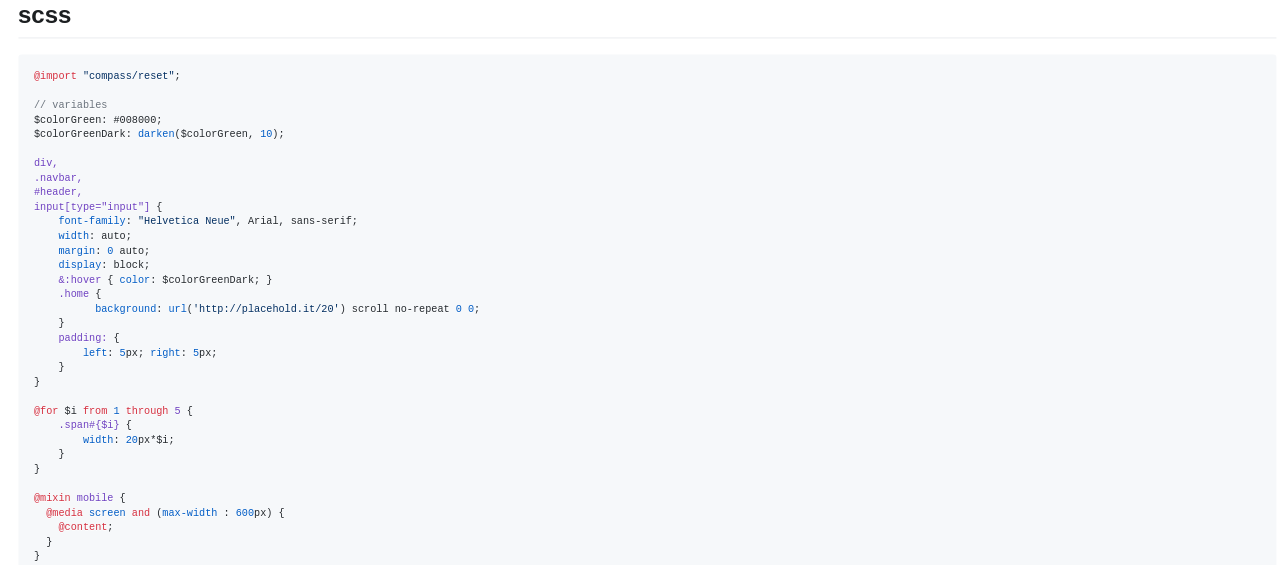 scss
@import "compass/reset";
// variables
$colorGreen: #008000;
$colorGreenDark: darken($colorGreen, 10);
div,
.navbar,
#header,
input[type="input"] {
    font-family: "Helvetica Neue", Arial, sans-serif;
    width: auto;
    margin: 0 auto;
    display: block;
    &:hover { color: $colorGreenDark; }
    .home {
          background: url('http://placehold.it/20') scroll no-repeat 0 0;
    }
    padding: {
        left: 5px; right: 5px;
    }
}
@for $i from 1 through 5 {
    .span#{$i} {
        width: 20px*$i;
    }
}
@mixin mobile {
  @media screen and (max-width : 600px) {
    @content;
  }
}